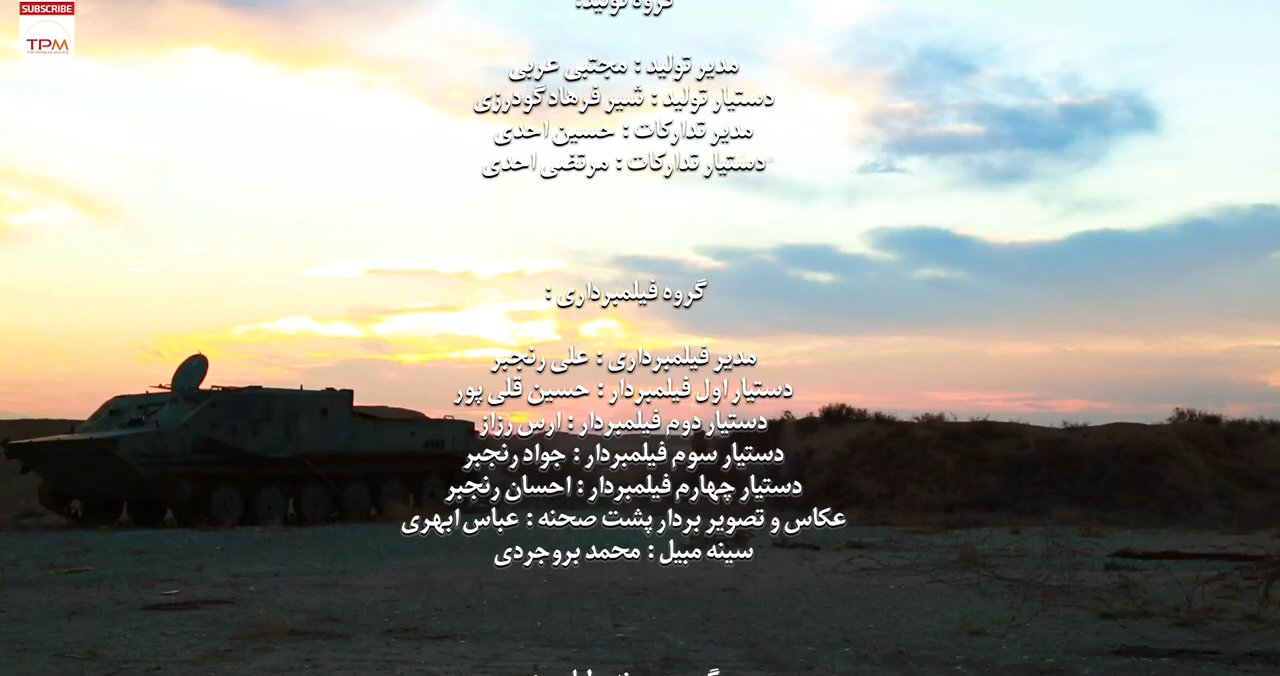 SUBSCRIBE
TPM
گروه تولید:
مدیر تولید : مجتبی عربی
دستیار تولید : شیر فرهاد گودرزی
مدیر تدارکات : حسین احدی
دستیار تدارکات : مرتضی احدی
گروه فیلمبرداری :
مدیر فیلمبرداری : علی رنجبر
دستیار اول فیلمبردار : حسین قلی پور
دستیار دوم فیلمبردار : ارس رزاز
دستیار سوم فیلمبردار : جواد رنجبر
دستیار چهارم فیلمبردار : احسان رنجبر
عکاس و تصویر بردار پشت صحنه : عباس ابهری
سینه مبیل : محمد بروجردی